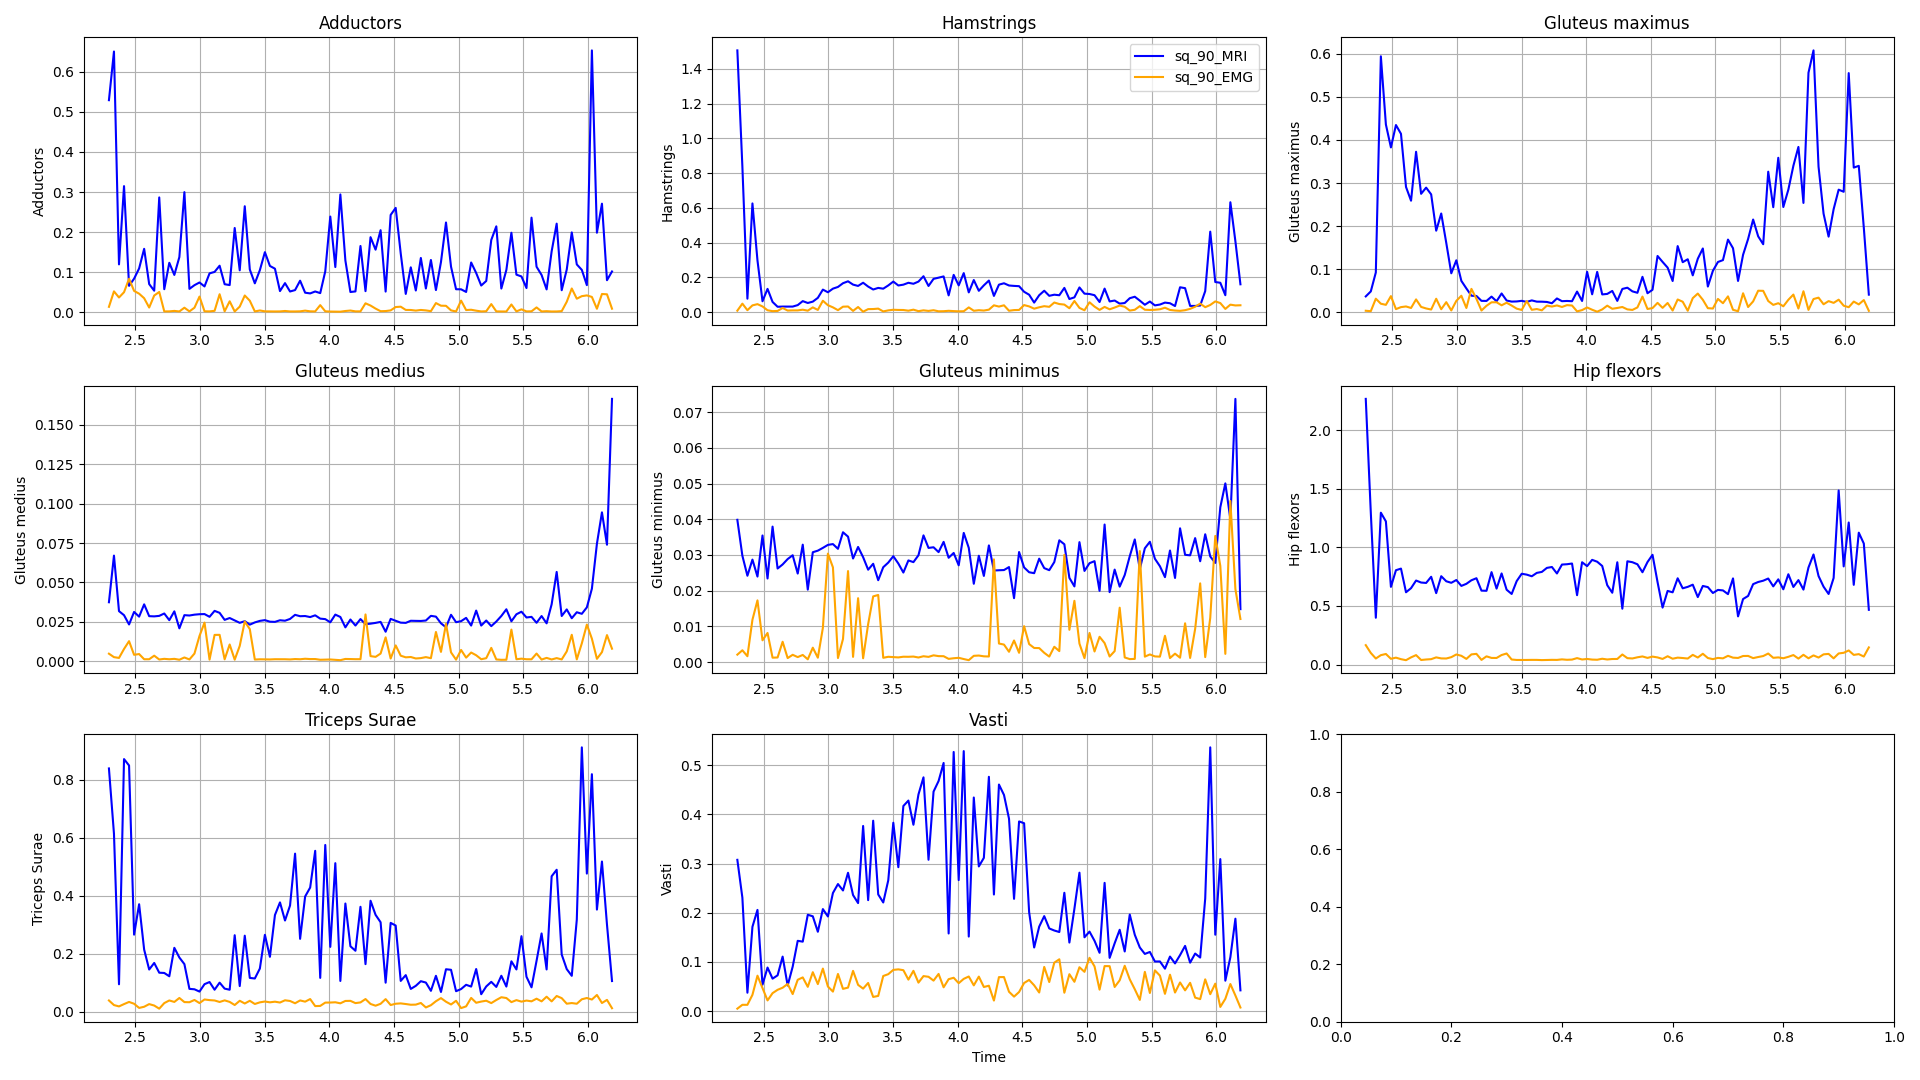 Adductors
Adductors
0.6
0.5
0.4
0.3
0.2
0.1
0.0
2.5 3.0 3.5 4.0 4.5 5.0 5.5 6.0
Hamstrings
Hamstrings
1.4
1.2
1.0
0.8
0.6
0.4
0.2
0.0
sq_90_MRI
sq_90_EMG
2.5 3.0 3.5 4.0 4.5 5.0 5.5 6.0
Gluteus maximus
Gluteus maximus
0.6
0.5
0.4
0.3
0.2
0.1
0.0
2.5 3.0 3.5 4.0 4.5 5.0 5.5 6.0
Gluteus medius
Gluteus medius
0.150
0.125
0.100
0.075
0.050
0.025
0.000
2.5 3.0 3.5 4.0 4.5 5.0 5.5 6.0
Gluteus minimus
Gluteus minimus
0.07
0.06
0.05
0.04
0.03
0.02
0.01
0.00
2.5 3.0 3.5 4.0 4.5 5.0 5.5 6.0
Hip flexors
Hip flexors
2.0
1.5
1.0
0.5
0.0
2.5 3.0 3.5 4.0 4.5 5.0 5.5 6.0
Triceps Surae
Triceps Surae
0.8
0.6
0.4
0.2
0.0
2.5 3.0 3.5 4.0 4.5 5.0 5.5 6.0
Vasti
Vasti
0.5
0.4
0.3
0.2
0.1
0.0
2.5 3.0 3.5 4.0 4.5 5.0 5.5 6.0
Time
1.0
0.8
0.6
0.4
0.2
0.0
0.0 0.2 0.4 0.6 0.8 1.0